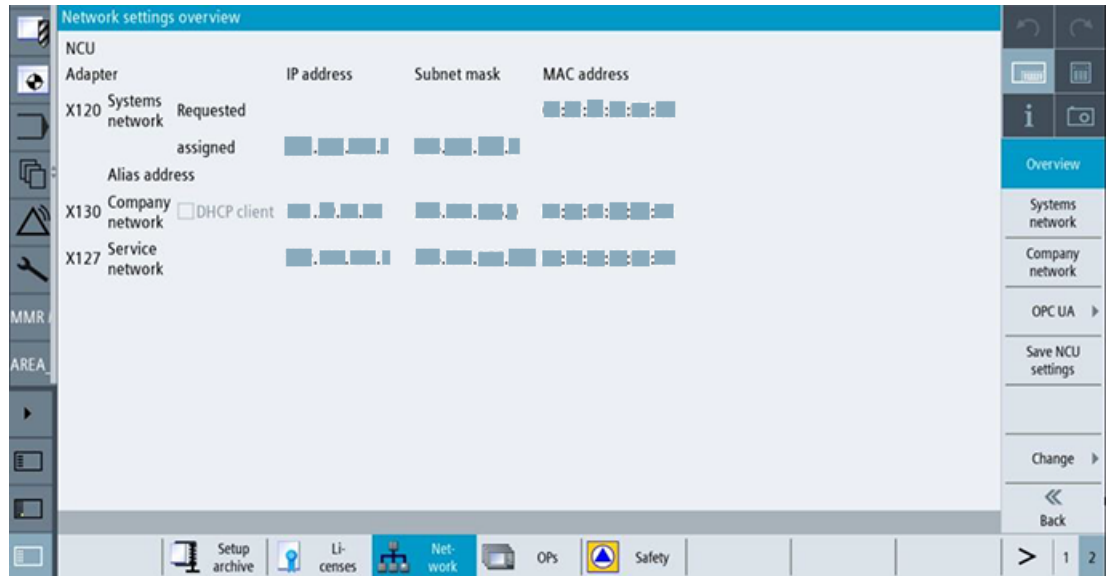 Network settings overview
NCU
Adapter IP address Subnet mask MAC address
X120 Systems network Requested
assigned
Alias address
X130 Company network DHCP client
X127 Service network
MMR
AREA_
i
Overview
Systems
network
Company
network
OPC UA
Save NCU
settings
Change
Back
Setup
archive
Li-
censes
Net-
work
OPs
Safety
> 1 2